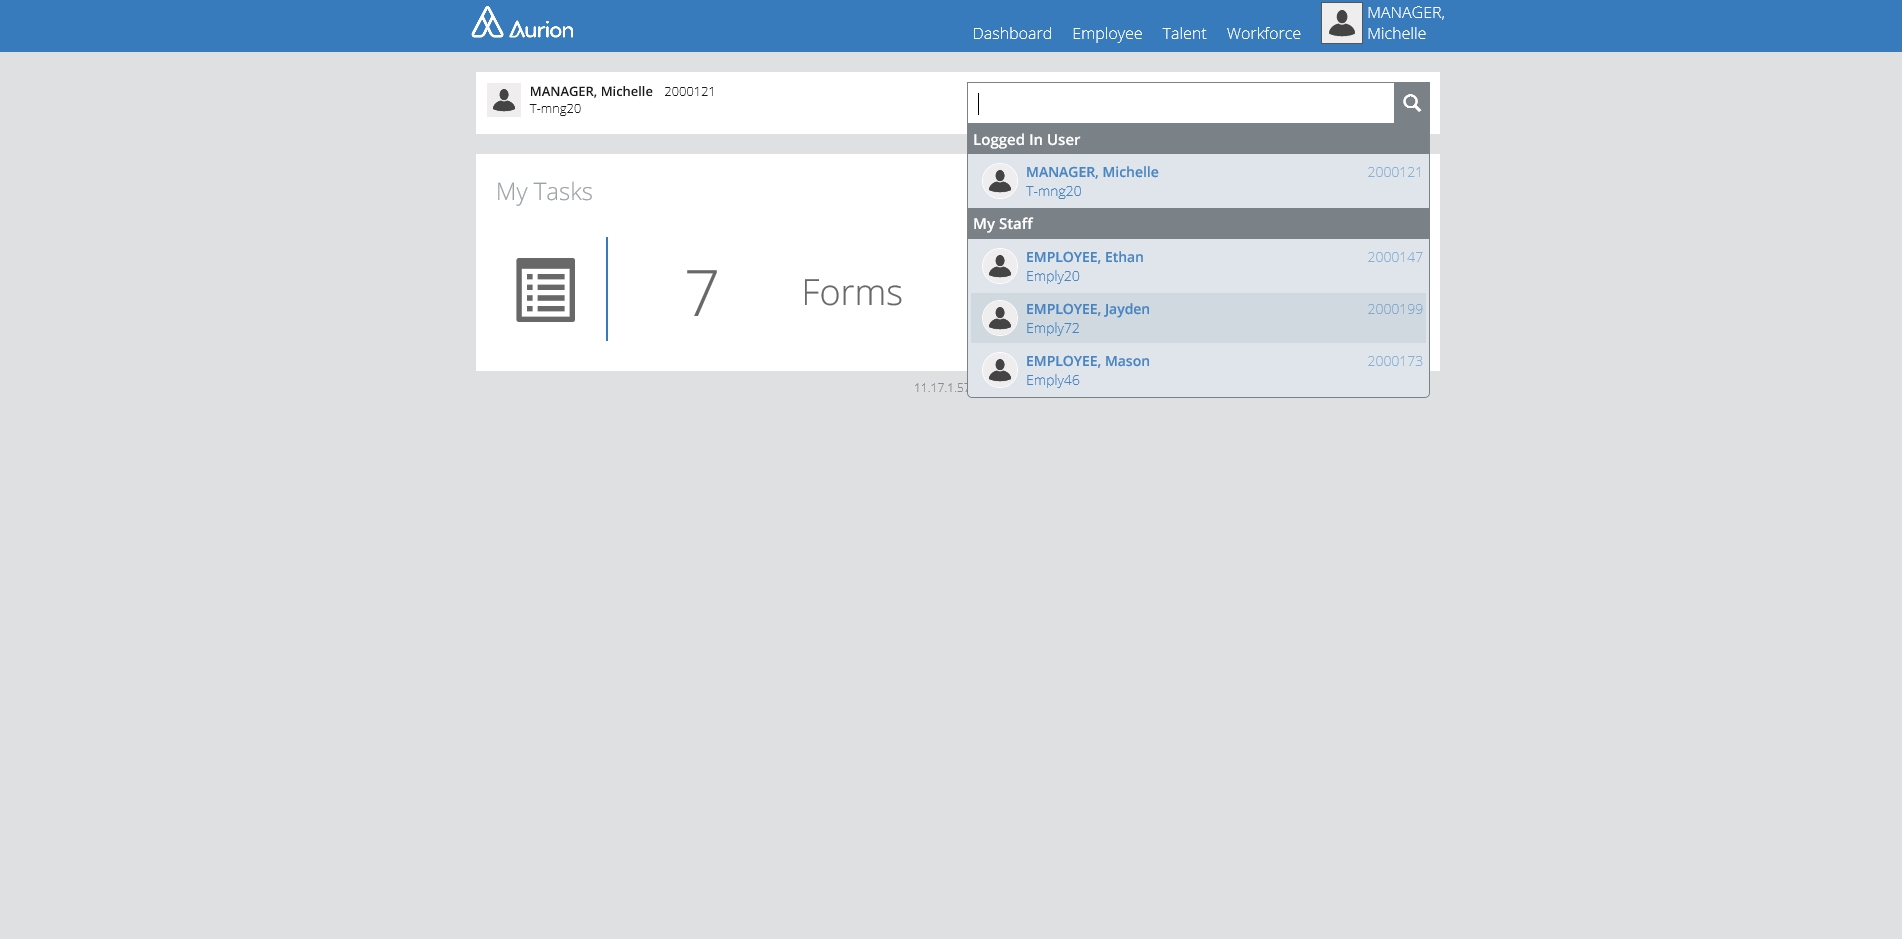 Aurion
Dashboard Employee Talent Workforce
MANAGER,
Michelle
MANAGER, Michelle 2000121
T-mng20
Logged In User
MANAGER, Michelle 2000121
T-mng20
My Staff
EMPLOYEE, Ethan 2000147
Emply20
EMPLOYEE, Jayden 2000199
Emply72
EMPLOYEE, Mason 2000173
Emply46
My Tasks
7 Forms
11.17.1.57